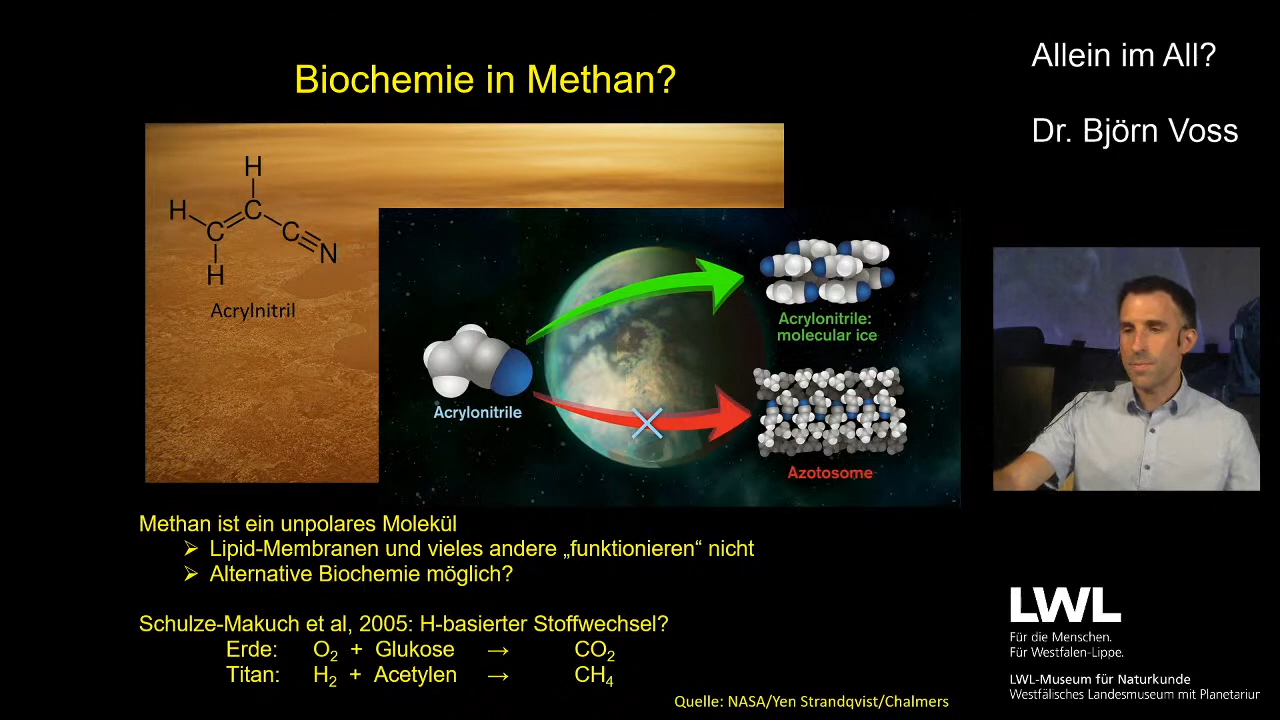 Allein im All?
Dr. Björn Voss
Biochemie in Methan?
H
H
C
C
C
N
H
Acrylnitril
Acrylonitrile
Acrylonitrile:
molecular ice
Azotosome
Methan ist ein unpolares Molekül
➢ Lipid-Membranen und vieles andere „funktionieren“ nicht
➢ Alternative Biochemie möglich?
Schulze-Makuch et al, 2005: H-basierter Stoffwechsel?
Erde: O₂ + Glukose → CO₂
Titan: H₂ + Acetylen → CH₄
Quelle: NASA/Yen Strandqvist/Chalmers
LWL
Für die Menschen.
Für Westfalen-Lippe.
LWL-Museum für Naturkunde
Westfälisches Landesmuseum mit Planetariur